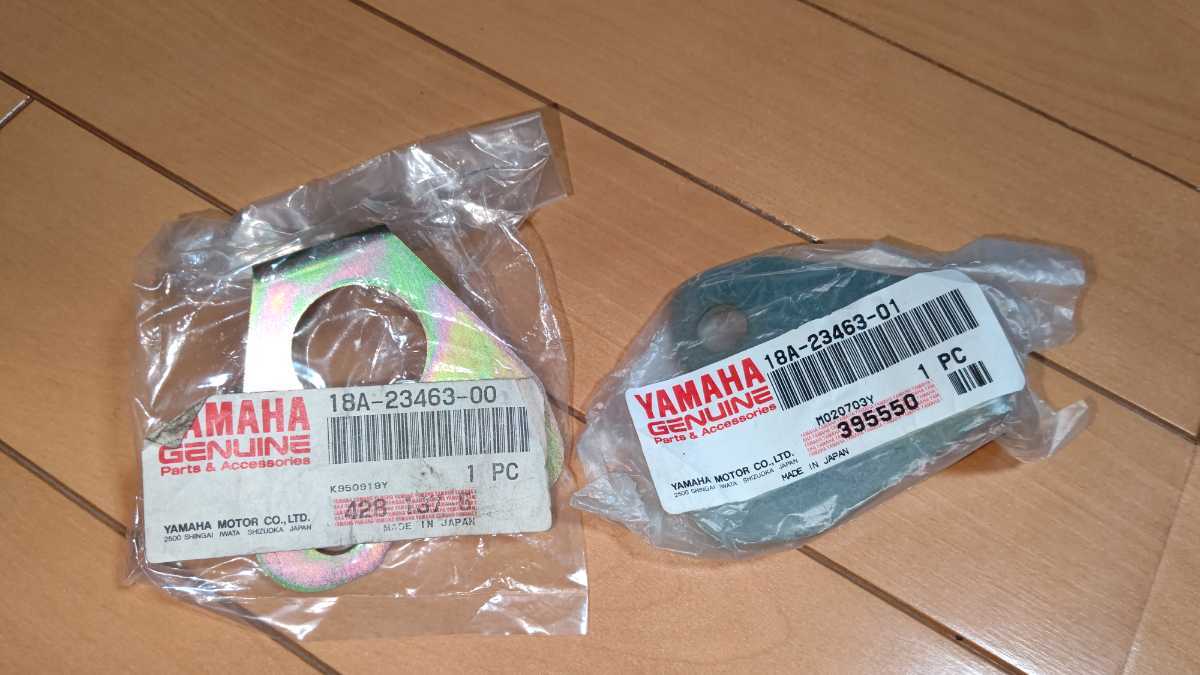 18A-23463-00
YAMAHA
GENUINE
Parts & Accessories
1 PC
K950919Y
428
YAMAHA MOTOR CO., LTD.
2500 SHINGAI IWATA SHIZUOKA JAPAN
MADE IN JAPAN
18A-23463-01
YAMAHA
GENUINE
Parts & Accessories
1 PC
M020703Y
395550
YAMAHA MOTOR CO., LTD.
2500 SHINGAI IWATA SHIZUOKA JAPAN
MADE IN JAPAN